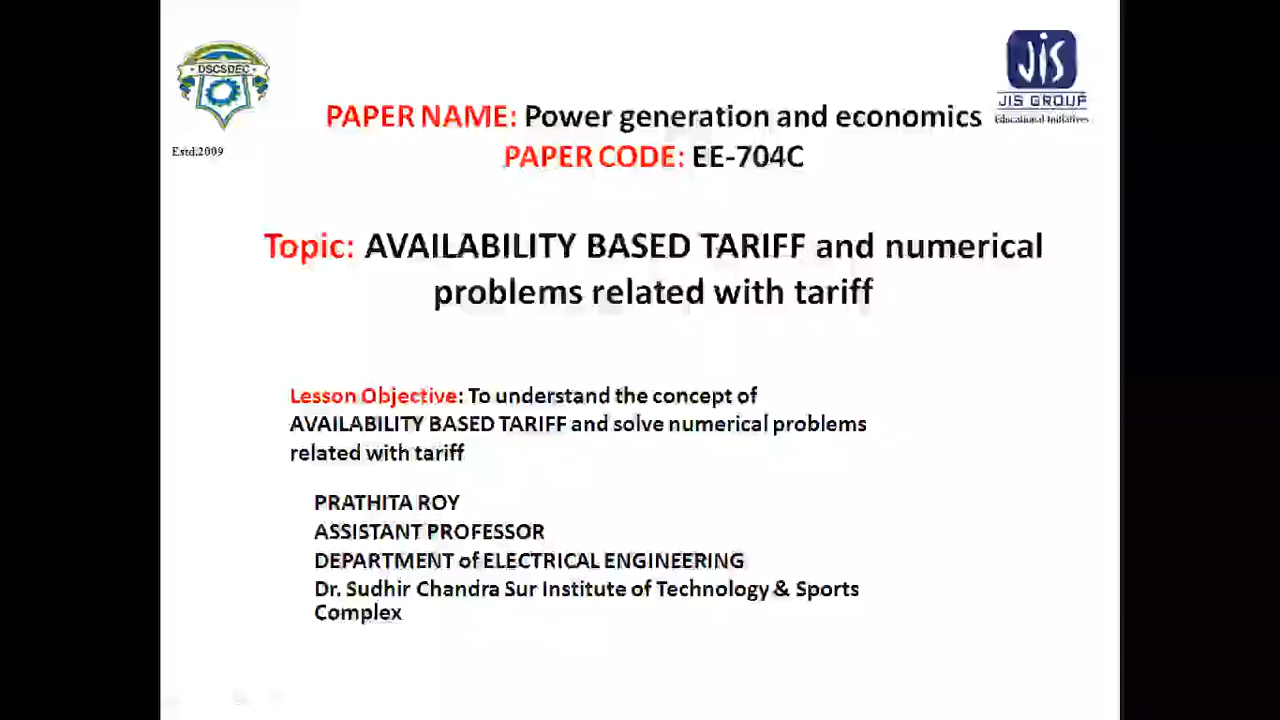 DSCSDEC
Estd:2009
JIS
JIS GROUP
Educational Initiatives
PAPER NAME: Power generation and economics
PAPER CODE: EE-704C
Topic: AVAILABILITY BASED TARIFF and numerical
problems related with tariff
Lesson Objective: To understand the concept of
AVAILABILITY BASED TARIFF and solve numerical problems
related with tariff
PRATHITA ROY
ASSISTANT PROFESSOR
DEPARTMENT of ELECTRICAL ENGINEERING
Dr. Sudhir Chandra Sur Institute of Technology & Sports
Complex